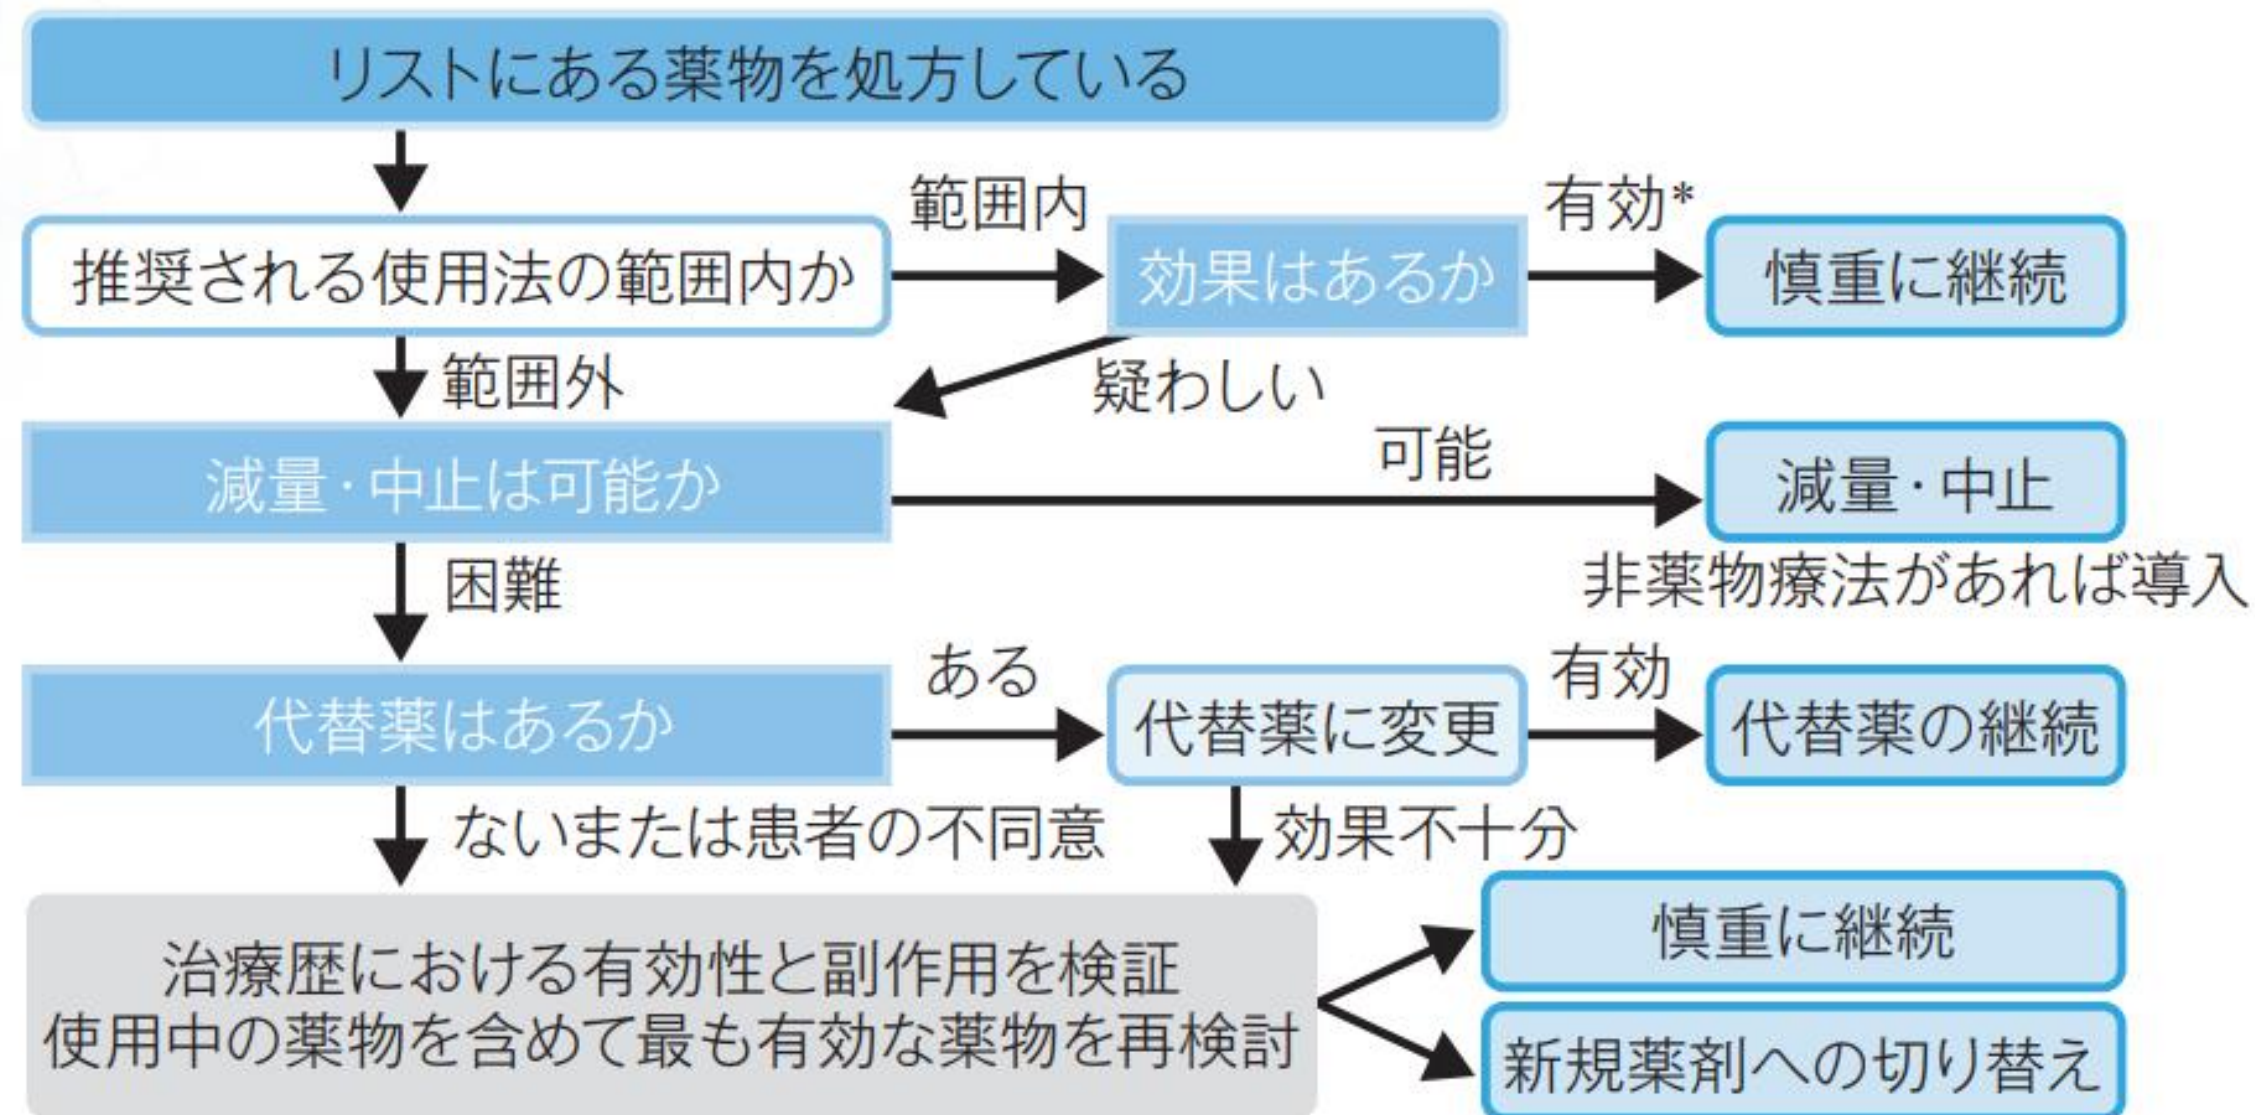 リストにある薬物を処方している
範囲内
有効*
推奨される使用法の範囲内か
効果はあるか
慎重に継続
範囲外
疑わしい
可能
減量·中止は可能か
減量·中止
困難
非薬物療法があれば導入
ある
有効
代替薬はあるか
代替薬に変更
代替薬の継続
ないまたは患者の不同意
効果不十分
治療歴における有効性と副作用を検証
使用中の薬物を含めて最も有効な薬物を再検討
慎重に継続
新規薬剤への切り替え